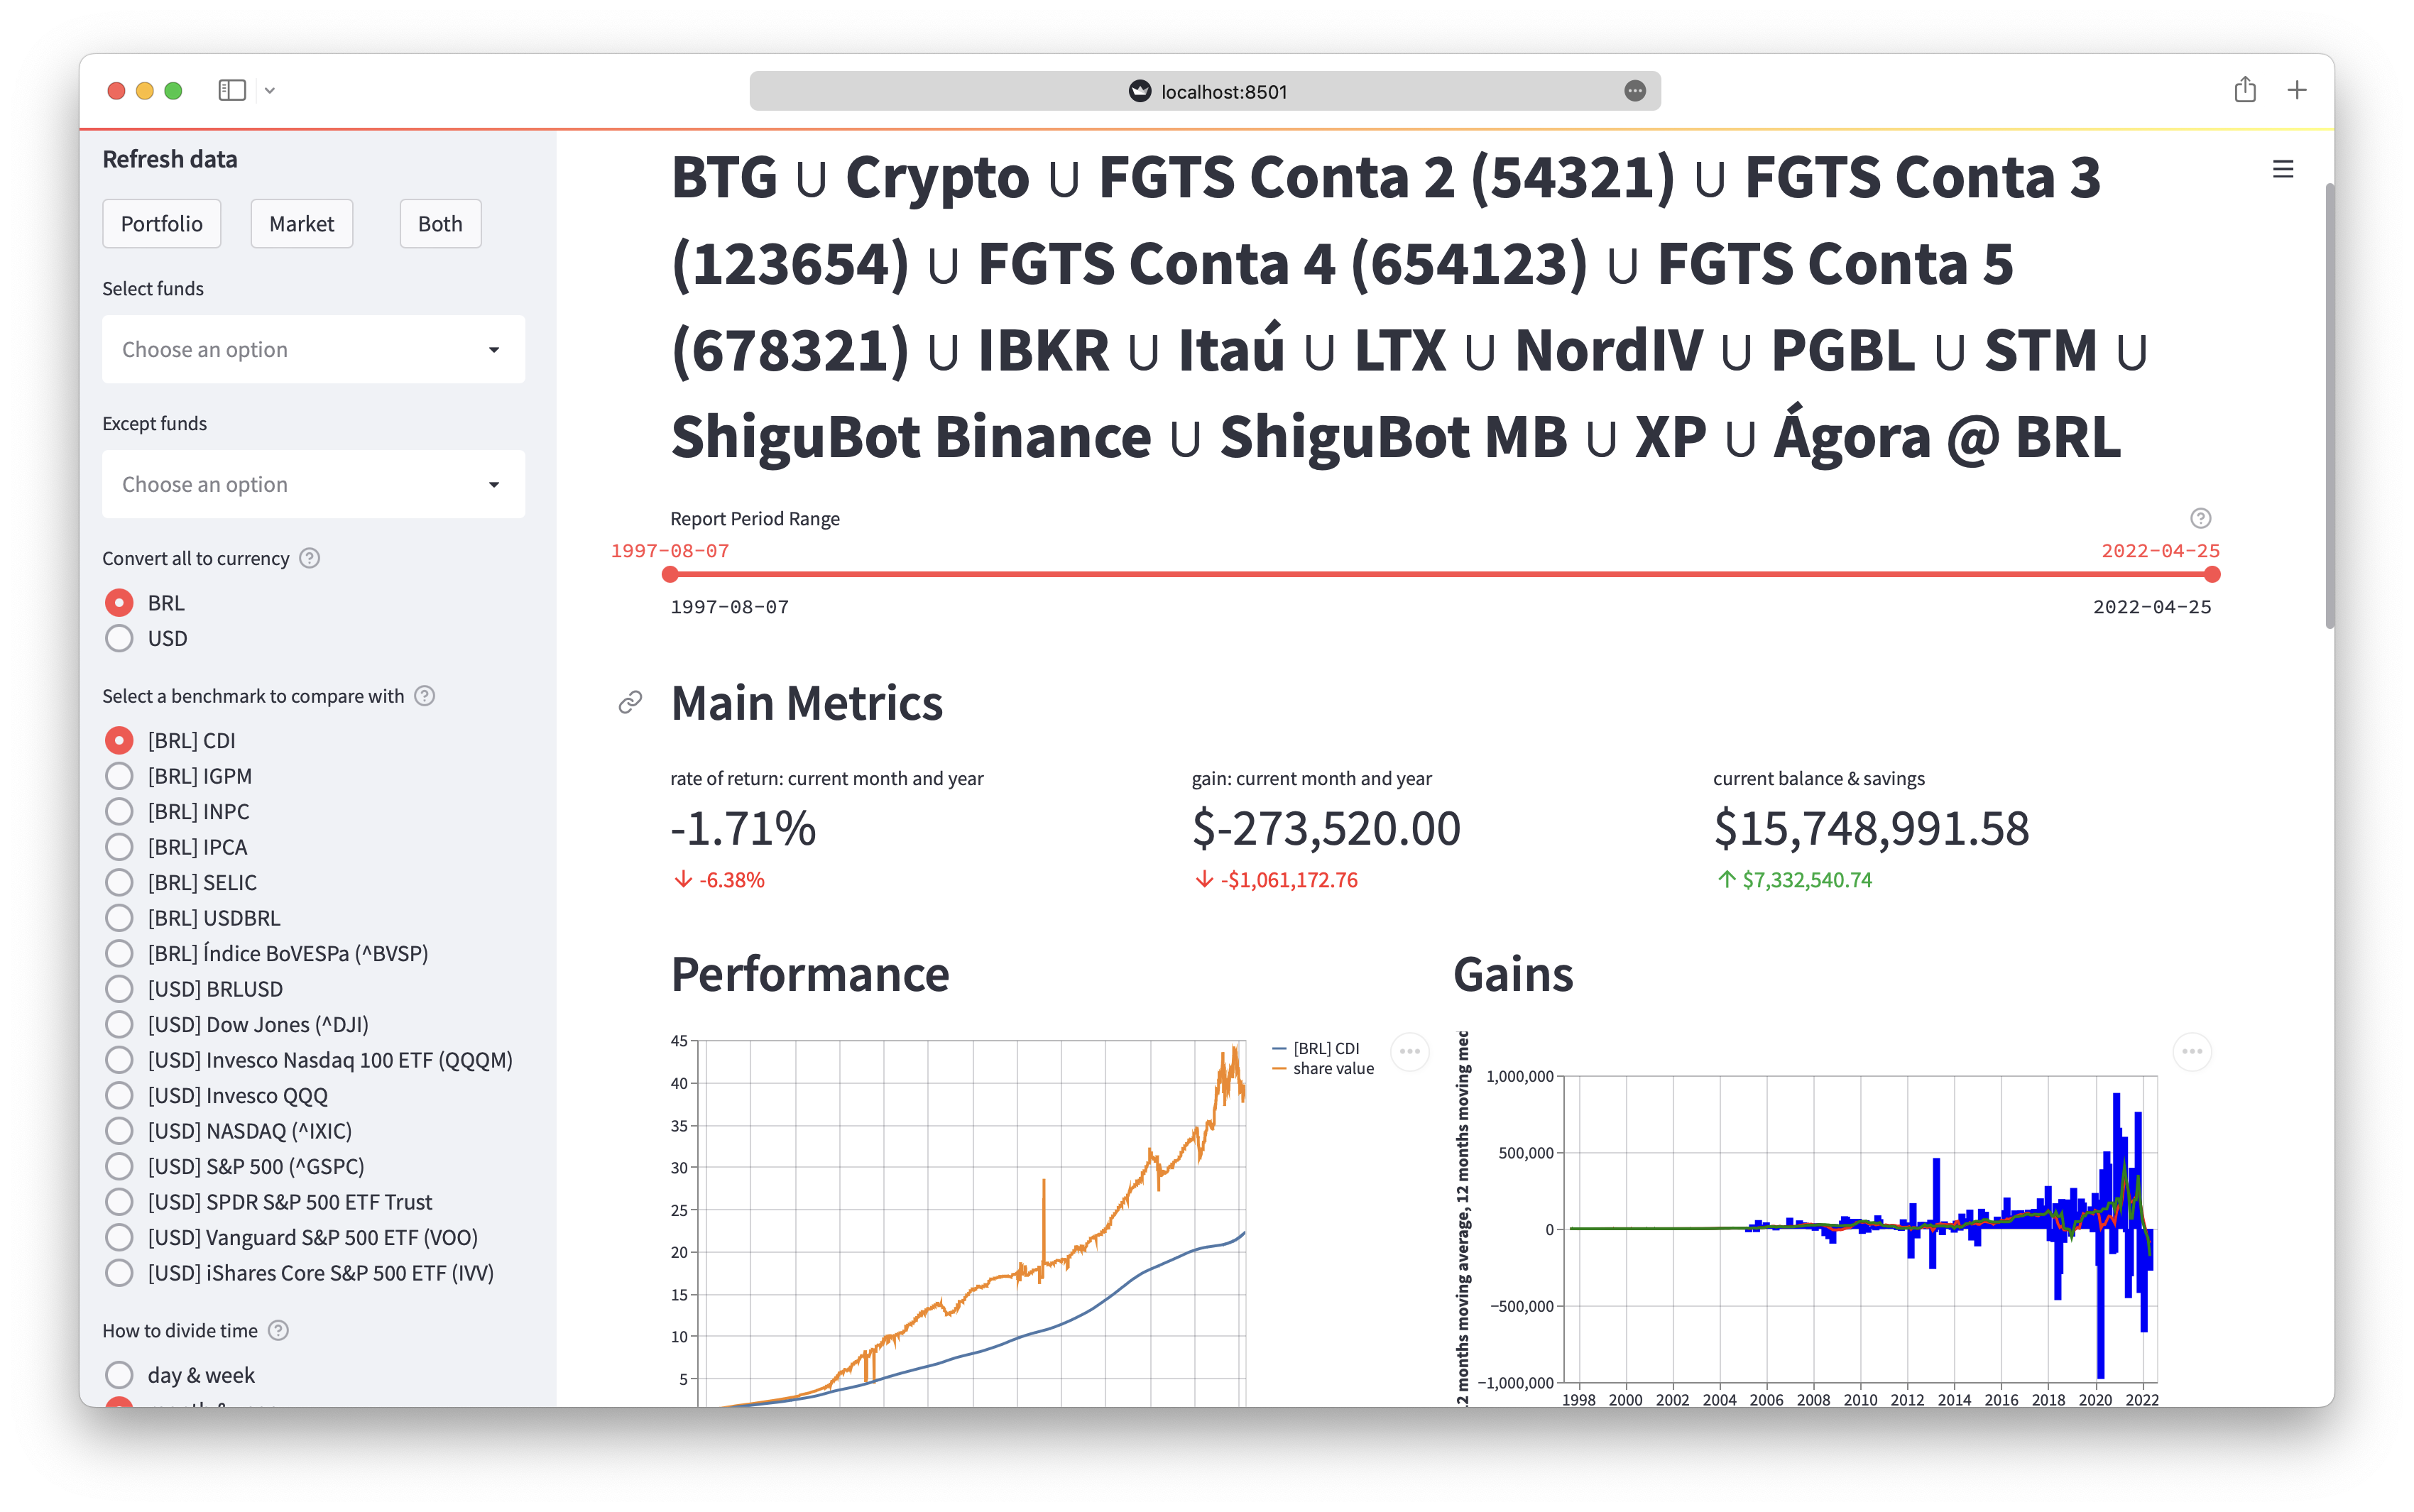 localhost:8501
Refresh data
Portfolio
Market
Both
Select funds
Choose an option
Except funds
Choose an option
Convert all to currency
BRL
USD
Select a benchmark to compare with
[BRL] CDI
[BRL] IGPM
[BRL] INPC
[BRL] IPCA
[BRL] SELIC
[BRL] USDBRL
[BRL] Índice BoVESPa (^BVSP)
[USD] BRLUSD
[USD] Dow Jones (^DJI)
[USD] Invesco Nasdaq 100 ETF (QQQM)
[USD] Invesco QQQ
[USD] NASDAQ (^IXIC)
[USD] S&P 500 (^GSPC)
[USD] SPDR S&P 500 ETF Trust
[USD] Vanguard S&P 500 ETF (VOO)
[USD] iShares Core S&P 500 ETF (IVV)
How to divide time
day & week
BTG ∪ Crypto ∪ FGTS Conta 2 (54321) ∪ FGTS Conta 3
(123654) ∪ FGTS Conta 4 (654123) ∪ FGTS Conta 5
(678321) ∪ IBKR ∪ Itaú ∪ LTX ∪ NordIV ∪ PGBL ∪ STM ∪
ShiguBot Binance ∪ ShiguBot MB ∪ XP ∪ Ágora @ BRL
Report Period Range
1997-08-07
2022-04-25
1997-08-07
2022-04-25
Main Metrics
rate of return: current month and year
-1.71%
-6.38%
gain: current month and year
$-273,520.00
-$1,061,172.76
current balance & savings
$15,748,991.58
$7,332,540.74
Performance
45
40
35
30
25
20
15
10
5
[BRL] CDI
share value
Gains
2 months moving average, 12 months moving med
1,000,000
500,000
0
−500,000
−1,000,000
1998 2000 2002 2004 2006 2008 2010 2012 2014 2016 2018 2020 2022